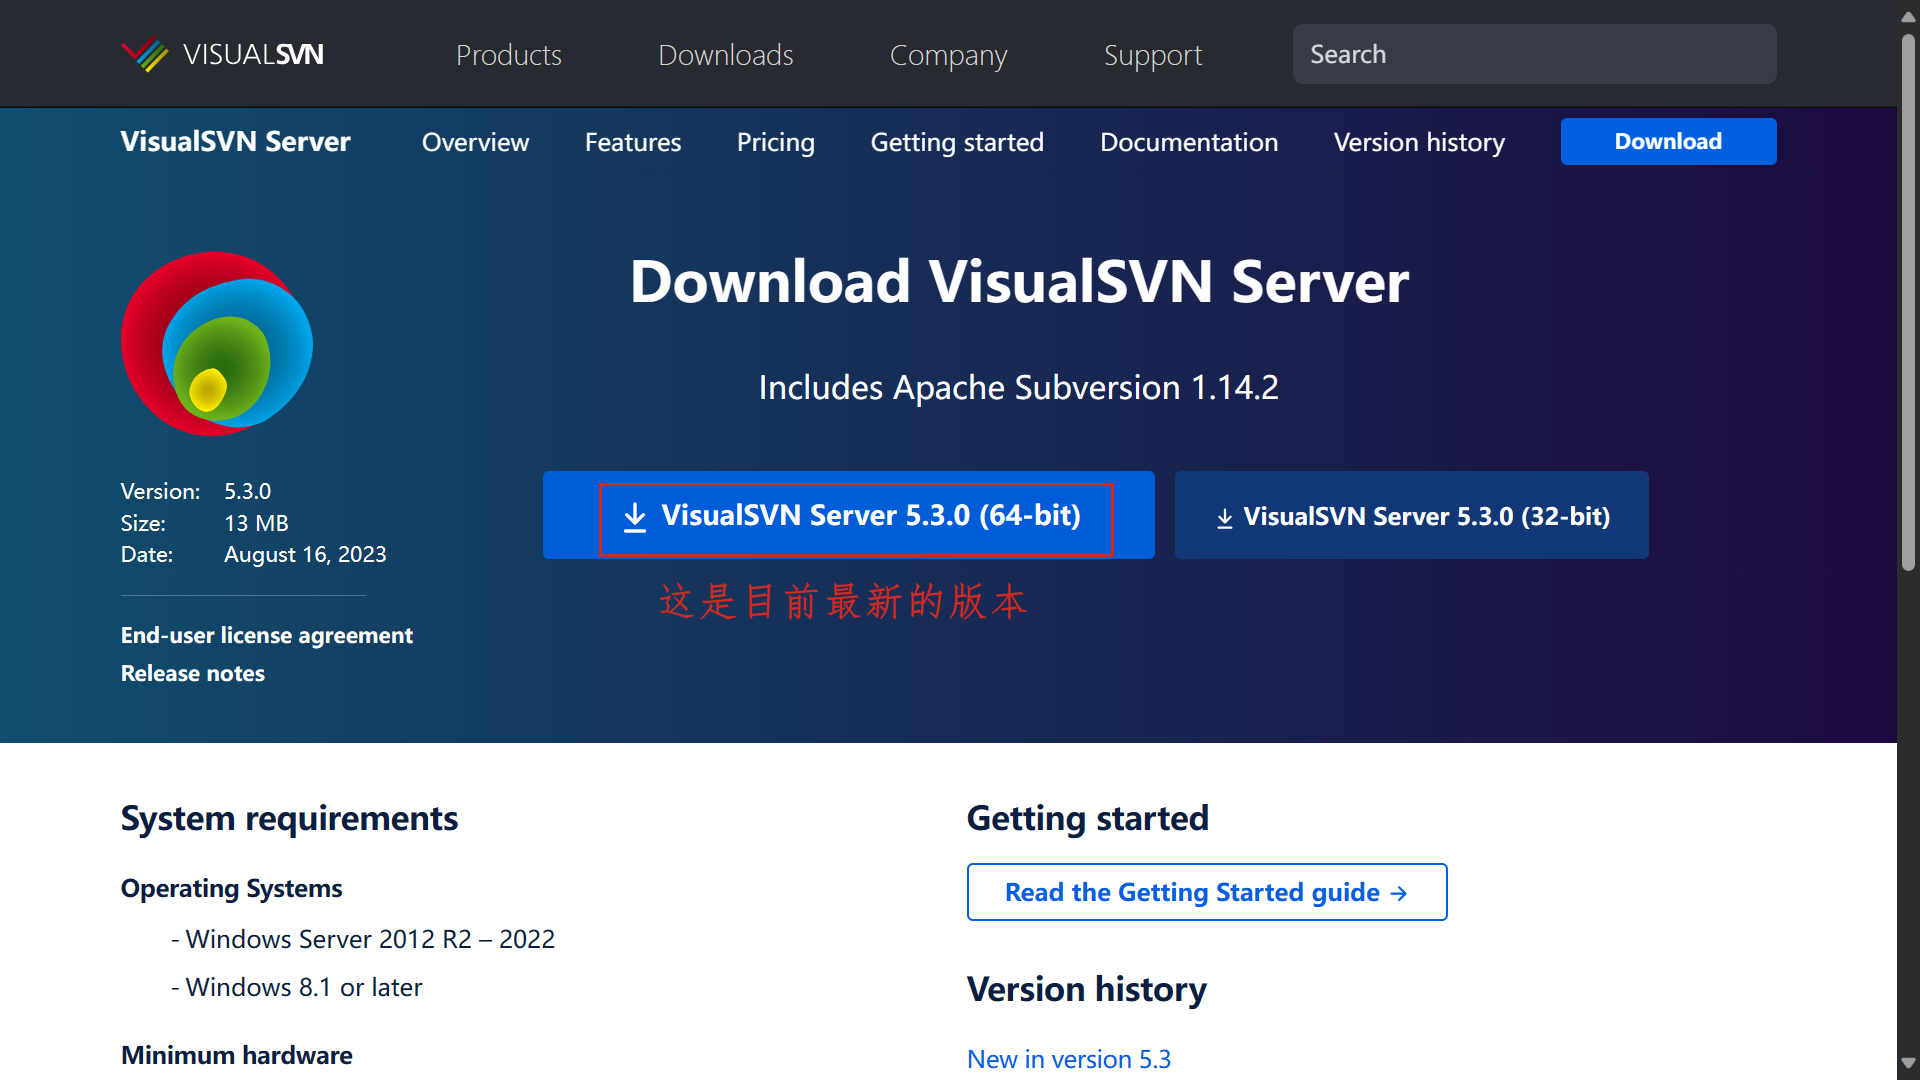 VISUALSVN
Products
Downloads
Company
Support
Search
VisualSVN Server
Overview
Features
Pricing
Getting started
Documentation
Version history
Download
Download VisualSVN Server
Includes Apache Subversion 1.14.2
Version: 5.3.0
Size: 13 MB
Date: August 16, 2023
End-user license agreement
Release notes
VisualSVN Server 5.3.0 (64-bit)
VisualSVN Server 5.3.0 (32-bit)
这是目前最新的版本
System requirements
Operating Systems
- Windows Server 2012 R2 – 2022
- Windows 8.1 or later
Minimum hardware
Getting started
Read the Getting Started guide →
Version history
New in version 5.3